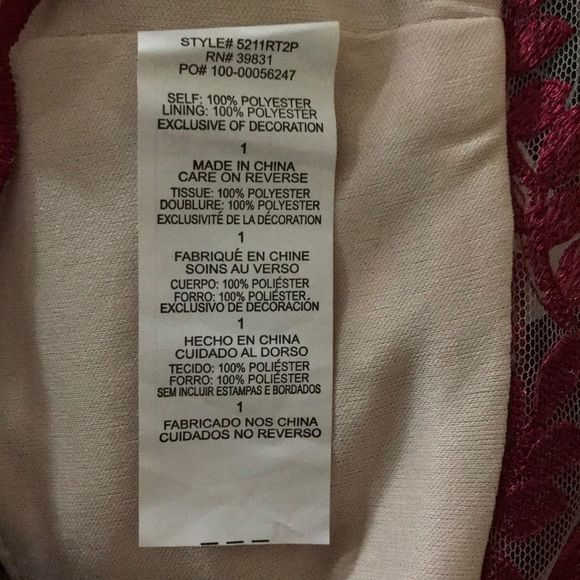 STYLE# 5211RT2P
RN# 39831
PO# 100-00056247
SELF: 100% POLYESTER
LINING: 100% POLYESTER
EXCLUSIVE OF DECORATION
1
MADE IN CHINA
CARE ON REVERSE
TISSUE: 100% POLYESTER
DOUBLURE: 100% POLYESTER
EXCLUSIVITÉ DE LA DÉCORATION
1
FABRIQUÉ EN CHINE
SOINS AU VERSO
CUERPO: 100% POLIÉSTER
FORRO: 100% POLIÉSTER
EXCLUSIVO DE DECORACIÓN
1
HECHO EN CHINA
CUIDADO AL DORSO
TECIDO: 100% POLIÉSTER
FORRO: 100% POLIÉSTER
SEM INCLUIR ESTAMPAS E BORDADOS
1
FABRICADO NOS CHINA
CUIDADOS NO REVERSO